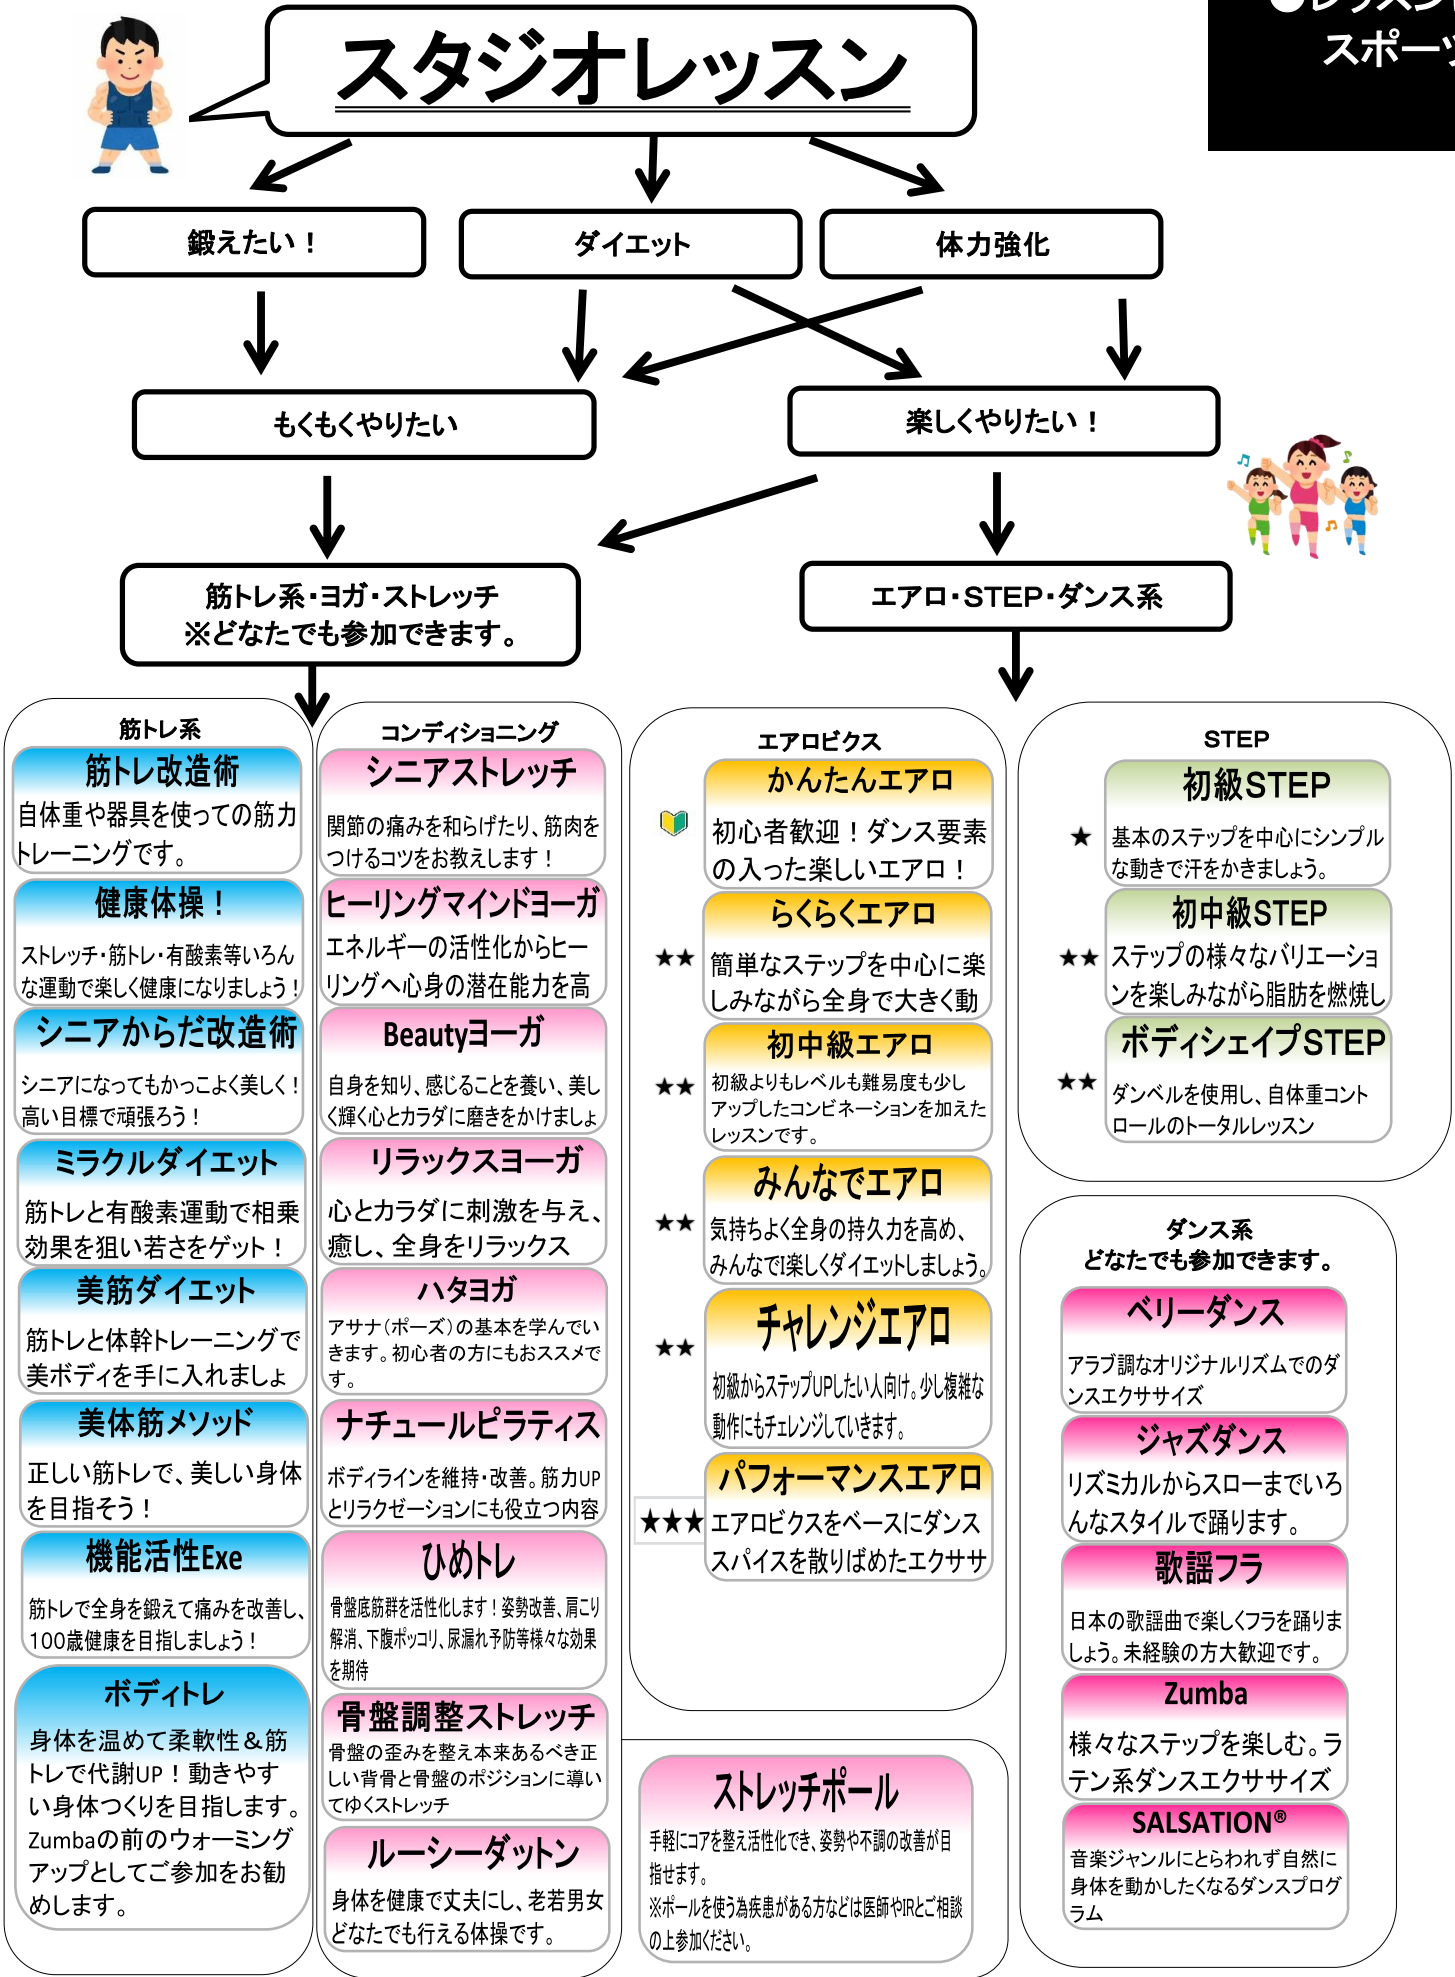 スタジオレッスン
スポーツ
鍛えたい！
ダイエット
体力強化
もくもくやりたい
楽しくやりたい！
筋トレ系・ヨガ・ストレッチ
※どなたでも参加できます。
エアロ・STEP・ダンス系
筋トレ系
筋トレ改造術
自体重や器具を使っての筋力
トレーニングです。
健康体操！
ストレッチ・筋トレ・有酸素等いろん
な運動で楽しく健康になりましょう！
シニアからだ改造術
シニアになってもかっこよく美しく！
高い目標で頑張ろう！
ミラクルダイエット
筋トレと有酸素運動で相乗
効果を狙い若さをゲット！
美筋ダイエット
筋トレと体幹トレーニングで
美ボディを手に入れましょ
美体筋メソッド
正しい筋トレで、美しい身体
を目指そう！
機能活性Exe
筋トレで全身を鍛えて痛みを改善し、
100歳健康を目指しましょう！
ボディトレ
身体を温めて柔軟性＆筋
トレで代謝UP！動きやす
い身体つくりを目指します。
Zumbaの前のウォーミング
アップとしてご参加をお勧
めします。
コンディショニング
シニアストレッチ
関節の痛みを和らげたり、筋肉を
つけるコツをお教えします！
ヒーリングマインドヨーガ
エネルギーの活性化からヒー
リングへ心身の潜在能力を高
Beautyヨーガ
自身を知り、感じることを養い、美し
く輝く心とカラダに磨きをかけましょ
リラックスヨーガ
心とカラダに刺激を与え、
癒し、全身をリラックス
ハタヨガ
アサナ（ポーズ）の基本を学んでい
きます。初心者の方にもおススメで
す。
ナチュールピラティス
ボディラインを維持・改善。筋力UP
とリラクゼーションにも役立つ内容
ひめトレ
骨盤底筋群を活性化します！姿勢改善、肩こり
解消、下腹ポッコリ、尿漏れ予防等様々な効果
を期待
骨盤調整ストレッチ
骨盤の歪みを整え本来あるべき正
しい背骨と骨盤のポジションに導い
てゆくストレッチ
ルーシーダットン
身体を健康で丈夫にし、老若男女
どなたでも行える体操です。
エアロビクス
かんたんエアロ
初心者歓迎！ダンス要素
の入った楽しいエアロ！
らくらくエアロ
★★
簡単なステップを中心に楽
しみながら全身で大きく動
初中級エアロ
★★
初級よりもレベルも難易度も少し
アップしたコンビネーションを加えた
レッスンです。
みんなでエアロ
★★
気持ちよく全身の持久力を高め、
みんなでI楽しくダイエットしましょう。
チャレンジエアロ
★★
初級からステップUPしたい人向け。少し複雑な
動作にもチェレンジしていきます。
パフォーマンスエアロ
★★★
エアロビクスをベースにダンス
スパイスを散りばめたエクササ
ストレッチポール
手軽にコアを整え活性化でき、姿勢や不調の改善が目
指せます。
※ポールを使う為疾患がある方などは医師やIRとご相談
の上参加ください。
STEP
初級STEP
★
基本のステップを中心にシンプル
な動きで汗をかきましょう。
初中級STEP
★★
ステップの様々なバリエーショ
ンを楽しみながら脂肪を燃焼し
ボディシェイプSTEP
★★
ダンベルを使用し、自体重コント
ロールのトータルレッスン
ダンス系
どなたでも参加できます。
ベリーダンス
アラブ調なオリジナルリズムでのダ
ンスエクササイズ
ジャズダンス
リズミカルからスローまでいろ
んなスタイルで踊ります。
歌謡フラ
日本の歌謡曲で楽しくフラを踊りま
しょう。未経験の方大歓迎です。
Zumba
様々なステップを楽しむ。ラ
テン系ダンスエクササイズ
SALSATION®
音楽ジャンルにとらわれず自然に
身体を動かしたくなるダンスプログ
ラム